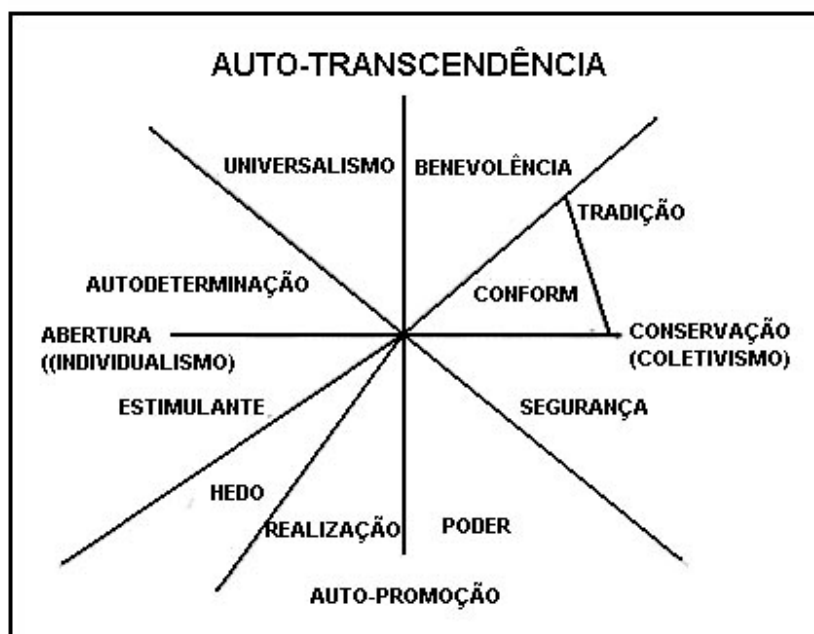 AUTO-TRANSCENDÊNCIA
UNIVERSALISMO
BENEVOLÊNCIA
TRADIÇÃO
AUTODETERMINAÇÃO
CONFORM
ABERTURA
((INDIVIDUALISMO)
CONSERVAÇÃO
(COLETIVISMO)
ESTIMULANTE
SEGURANÇA
HEDO
REALIZAÇÃO
PODER
AUTO-PROMOÇÃO